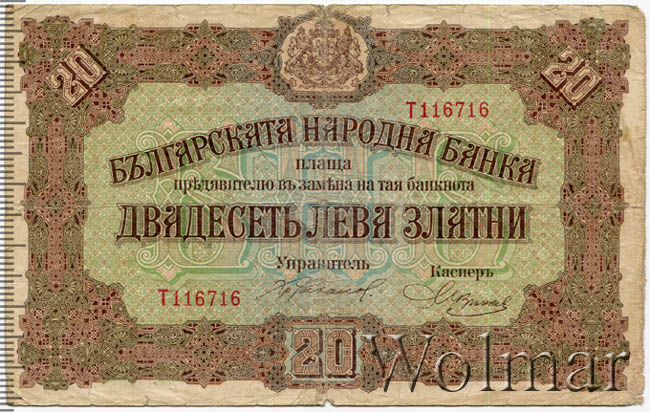 20 20
Т116716
БЪЛГАРСКАТА НАРОДНА БАНКА
плаща
прѣдявителю въ замѣна на тая банкнота
ДВАДЕСЕТЬ ЛЕВА ЗЛАТНИ
Управитель Касиеръ
Т116716
20
Wolmar